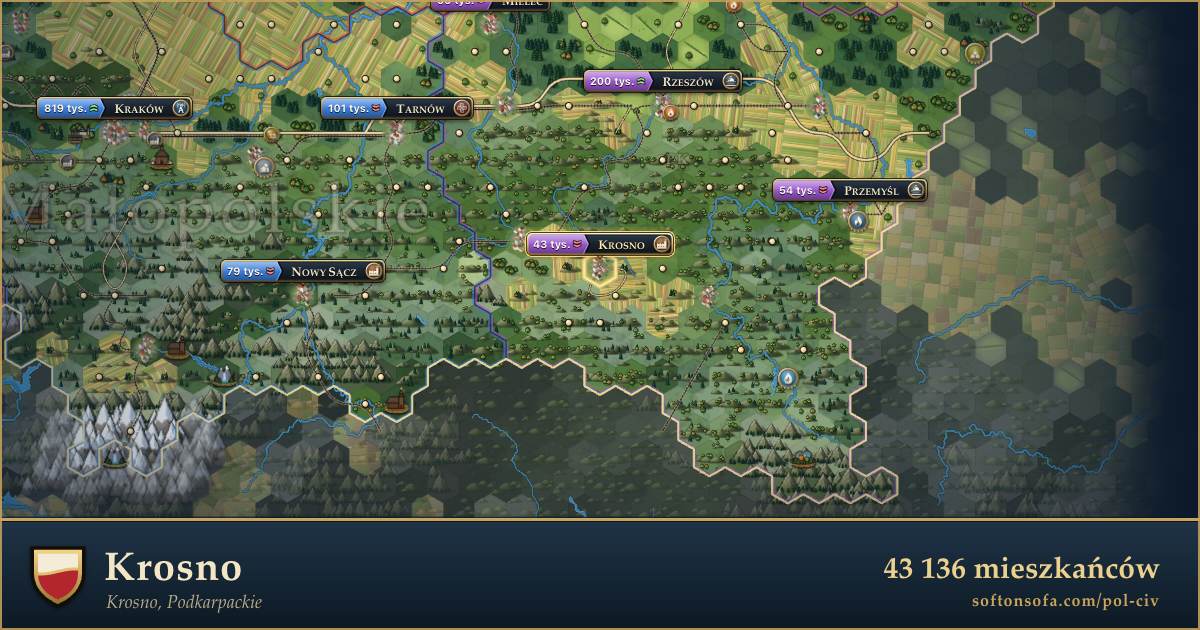 MIELEC
819 tys. KRAKÓW
101 tys. TARNÓW
200 tys. RZESZÓW
54 tys. PRZEMYŚL
Małopolskie
43 tys. KROSNO
79 tys. NOWY SĄCZ
Krosno
Krosno, Podkarpackie
43 136 mieszkańców
softonsofa.com/pol-civ